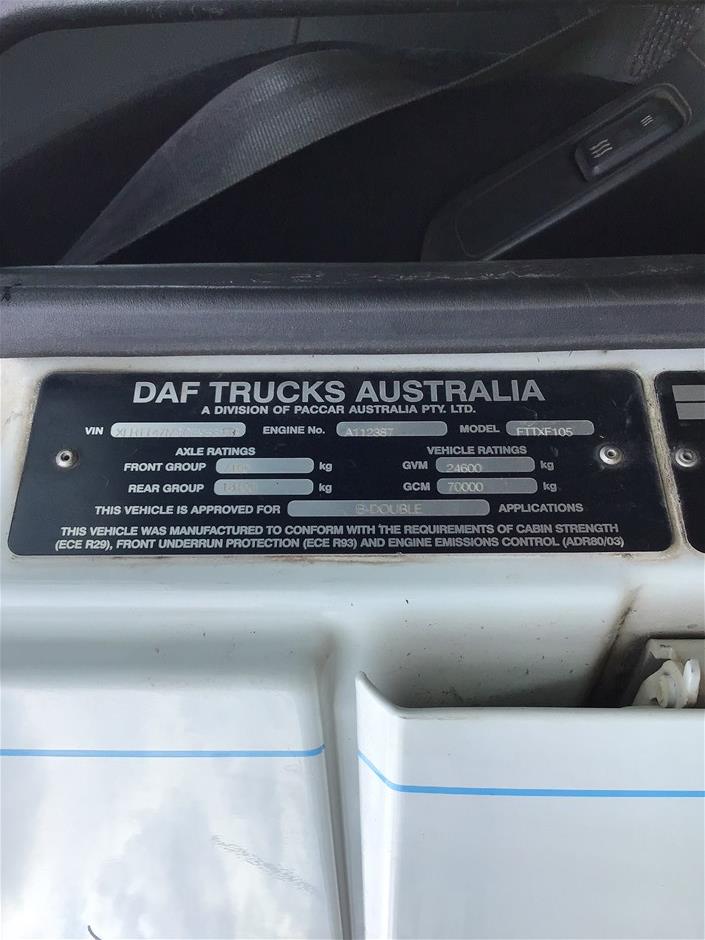 DAF TRUCKS AUSTRALIA
A DIVISION OF PACCAR AUSTRALIA PTY. LTD.
VIN ENGINE No. A112387 MODEL FTTXF105
AXLE RATINGS VEHICLE RATINGS
FRONT GROUP kg GVM 24600 kg
REAR GROUP kg GCM 70000 kg
THIS VEHICLE IS APPROVED FOR B-DOUBLE APPLICATIONS
THIS VEHICLE WAS MANUFACTURED TO CONFORM WITH THE REQUIREMENTS OF CABIN STRENGTH
(ECE R29), FRONT UNDERRUN PROTECTION (ECE R93) AND ENGINE EMISSIONS CONTROL (ADR80/03)